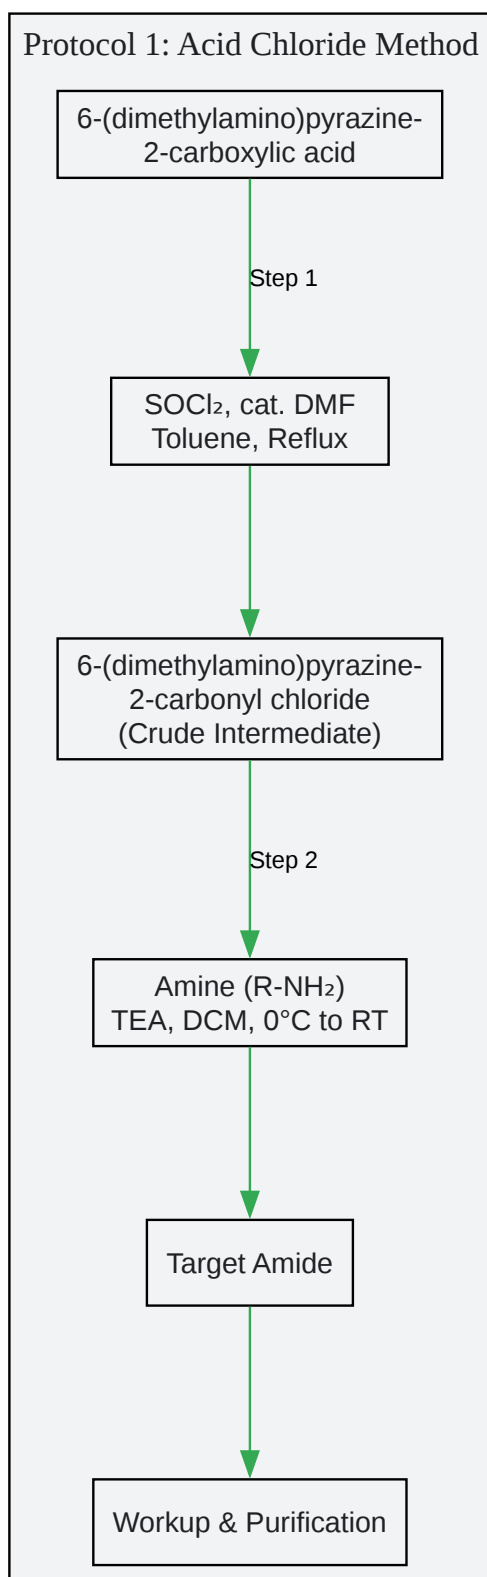 Protocol 1: Acid Chloride Method
6-(dimethylamino)pyrazine-
2-carboxylic acid
Step 1
SOCl₂, cat. DMF
Toluene, Reflux
6-(dimethylamino)pyrazine-
2-carbonyl chloride
(Crude Intermediate)
Step 2
Amine (R-NH₂)
TEA, DCM, 0°C to RT
Target Amide
Workup & Purification